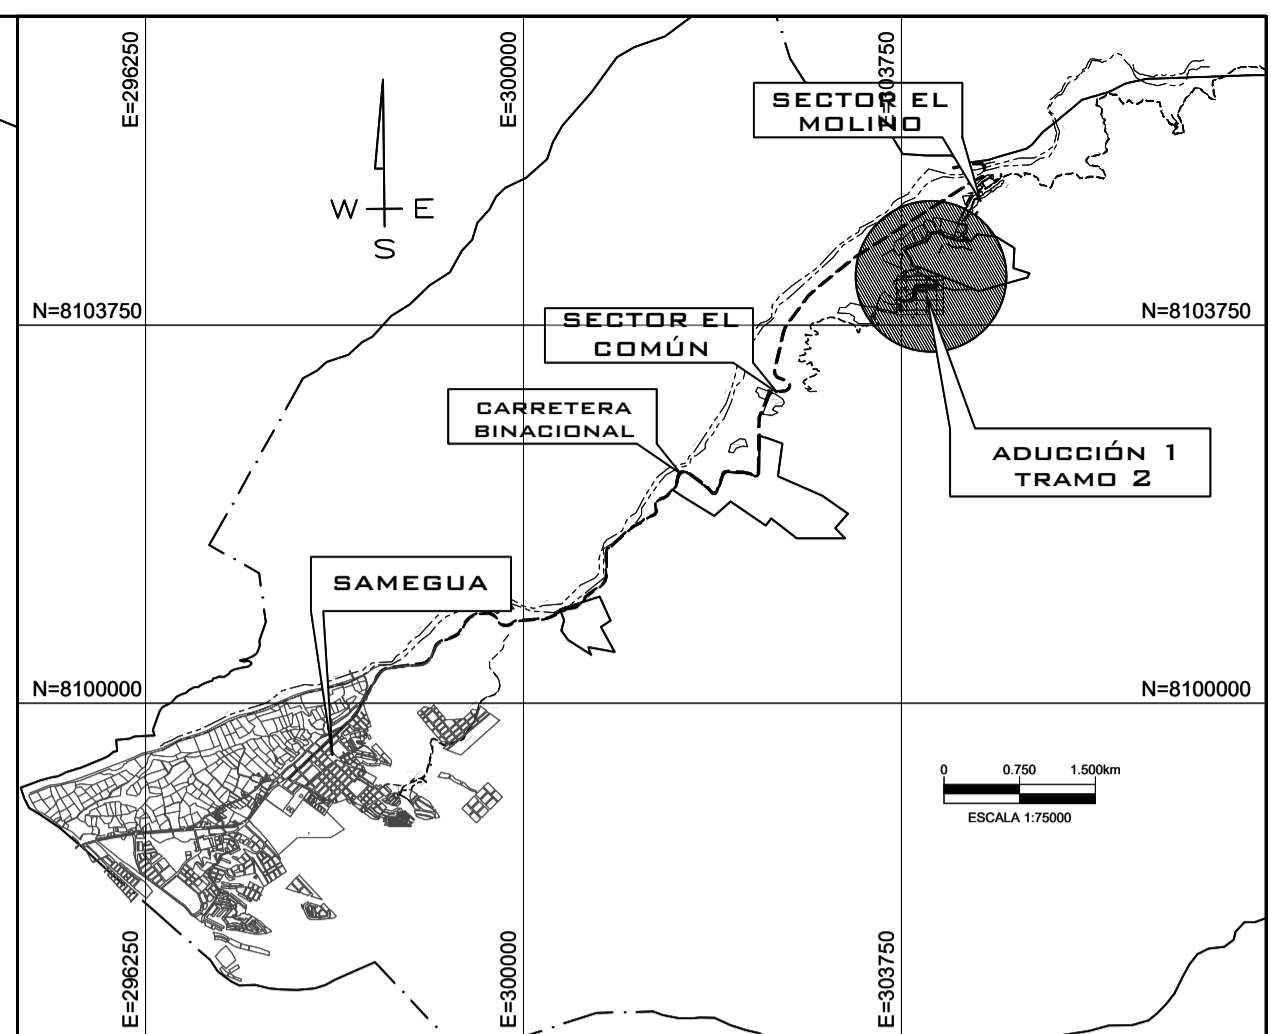 E=296250
E=300000
E=303750
SECTOR EL
MOLINO
W
E
S
N=8103750
N=8103750
SECTOR EL
COMÚN
CARRETERA
BINACIONAL
ADUCCIÓN 1
TRAMO 2
SAMEGUA
N=8100000
N=8100000
0 0.750 1.500km
ESCALA 1:75000
E=296250
E=300000
E=303750